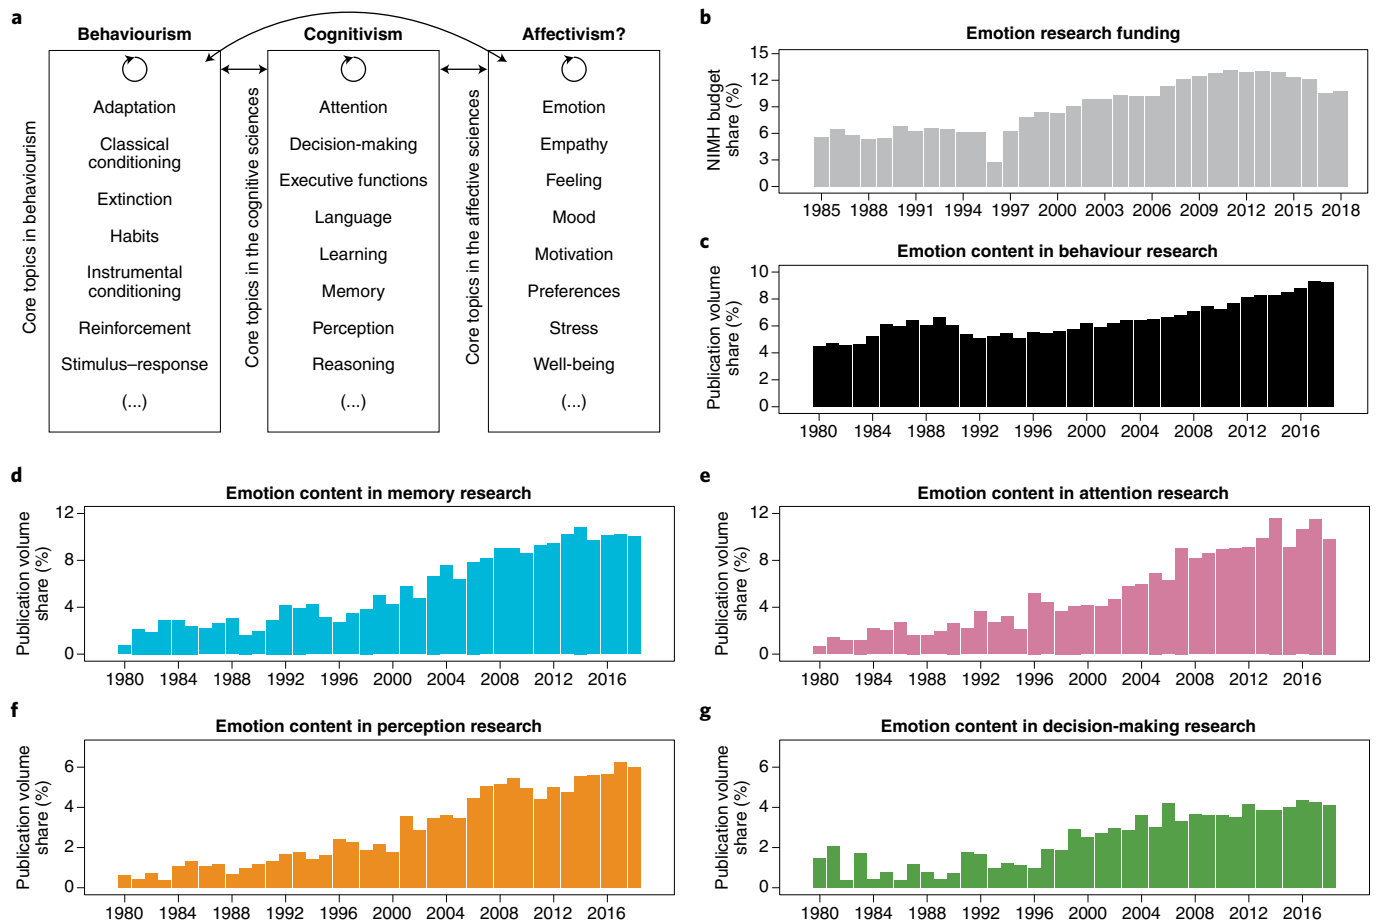 a
Behaviourism
Cognitivism
Affectivism?
Core topics in behaviourism
Adaptation
Classical
conditioning
Extinction
Habits
Instrumental
conditioning
Reinforcement
Stimulus–response
(...)
Core topics in the cognitive sciences
Attention
Decision-making
Executive functions
Language
Learning
Memory
Perception
Reasoning
(...)
Core topics in the affective sciences
Emotion
Empathy
Feeling
Mood
Motivation
Preferences
Stress
Well-being
(...)
b
Emotion research funding
NIMH budget
share (%)
15
12
9
6
3
0
1985 1988 1991 1994 1997 2000 2003 2006 2009 2012 2015 2018
c
Emotion content in behaviour research
Publication volume
share (%)
10
8
6
4
2
0
1980 1984 1988 1992 1996 2000 2004 2008 2012 2016
d
Emotion content in memory research
Publication volume
share (%)
12
8
4
0
1980 1984 1988 1992 1996 2000 2004 2008 2012 2016
e
Emotion content in attention research
Publication volume
share (%)
12
8
4
0
1980 1984 1988 1992 1996 2000 2004 2008 2012 2016
f
Emotion content in perception research
Publication volume
share (%)
6
4
2
0
1980 1984 1988 1992 1996 2000 2004 2008 2012 2016
g
Emotion content in decision-making research
Publication volume
share (%)
6
4
2
0
1980 1984 1988 1992 1996 2000 2004 2008 2012 2016